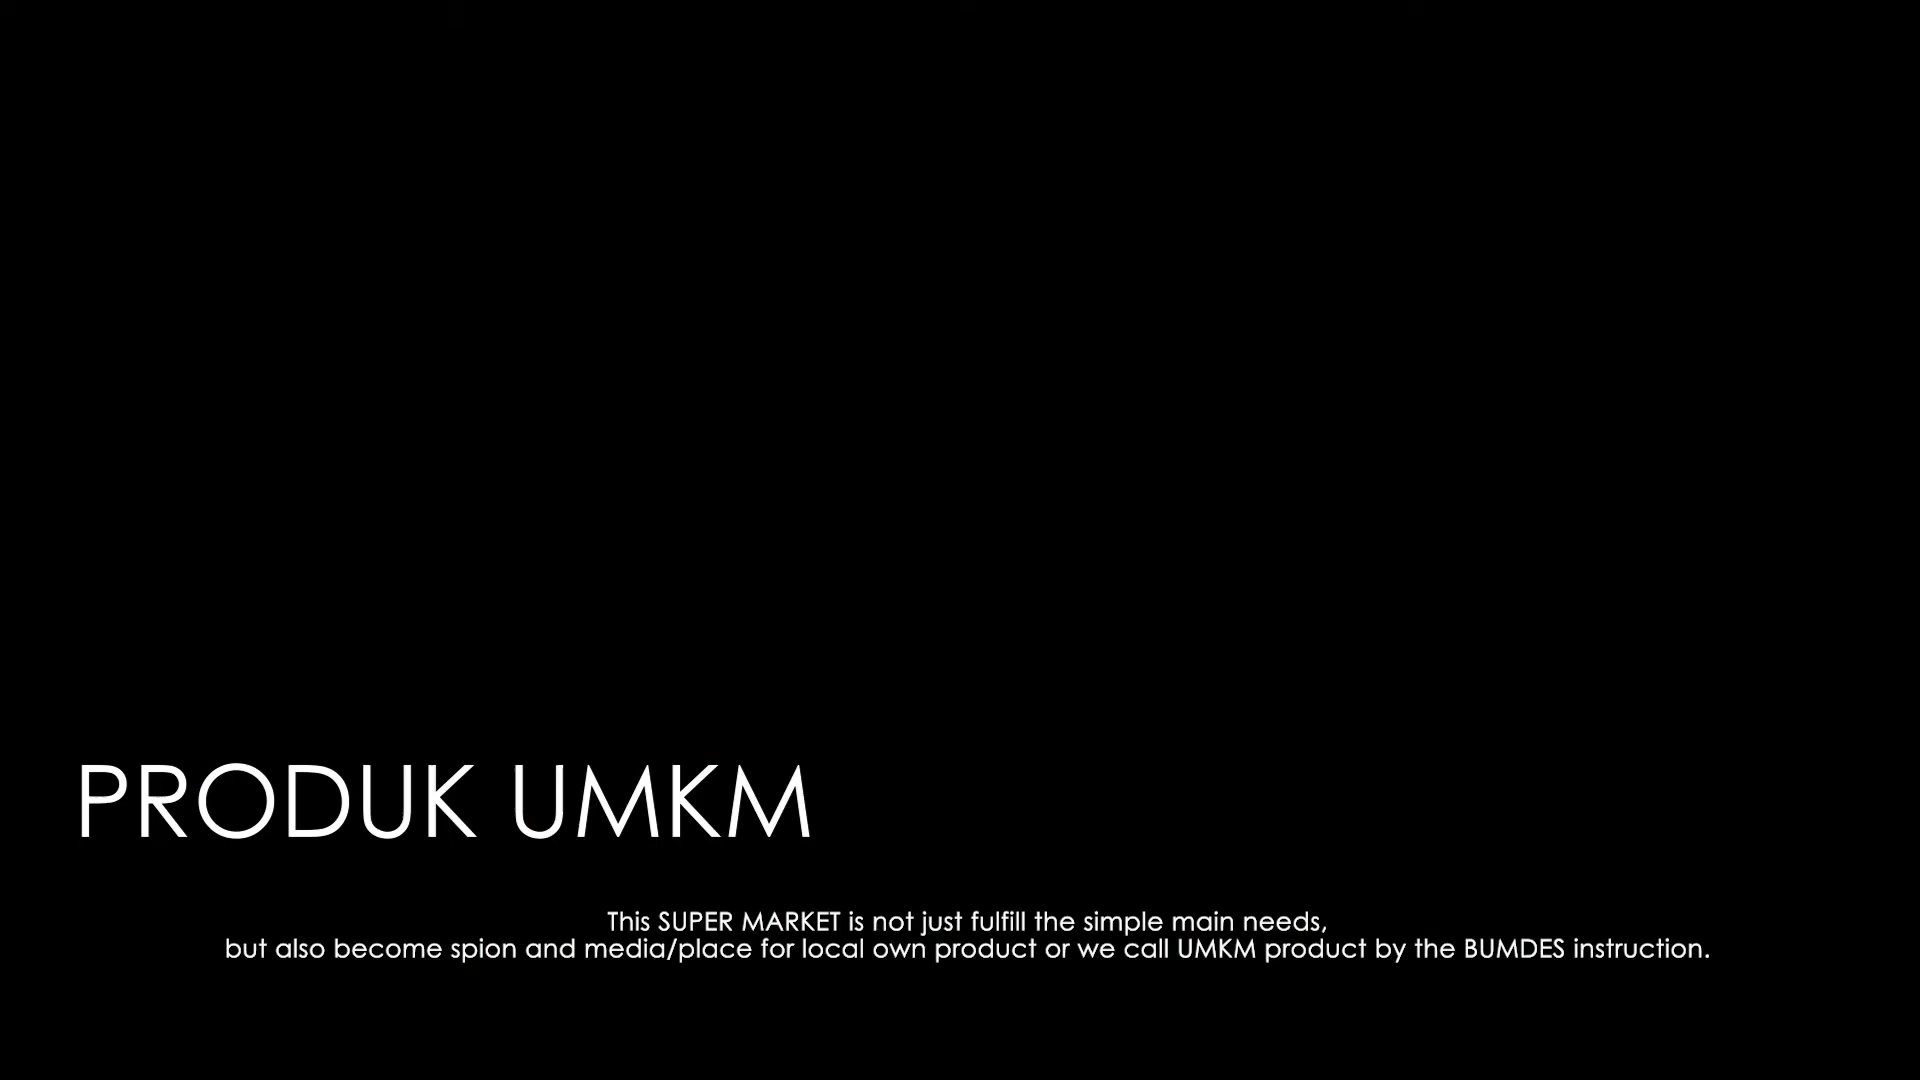 PRODUK UMKM
This SUPER MARKET is not just fulfill the simple main needs,
but also become spion and media/place for local own product or we call UMKM product by the BUMDES instruction.